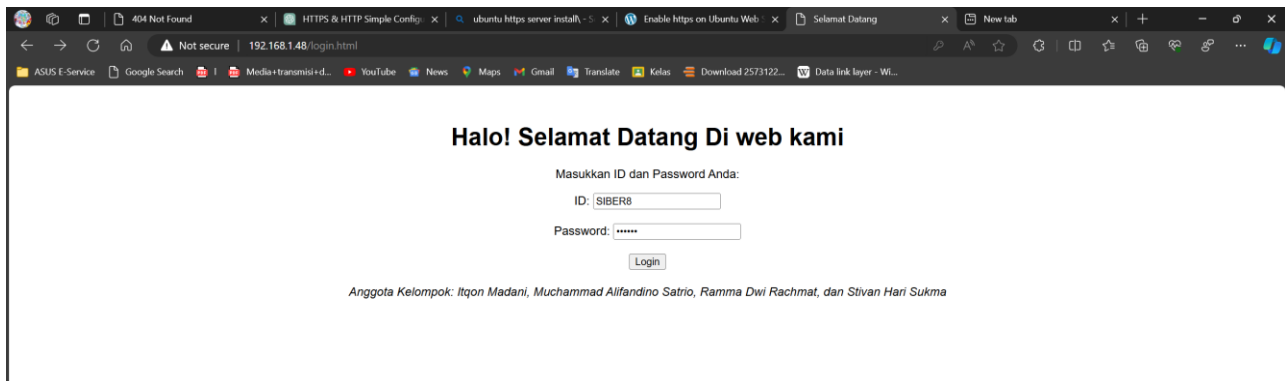 404 Not Found
HTTPS & HTTP Simple Config
ubuntu https server install\ - S
Enable https on Ubuntu Web
Selamat Datang
New tab
Not secure 192.168.1.48/login.html
ASUS E-Service Google Search I Media+transmisi+d... YouTube News Maps Gmail Translate Kelas Download 2573122... Data link layer - Wi...
Halo! Selamat Datang Di web kami
Masukkan ID dan Password Anda:
ID: SIBER8
Password: ••••••
Login
Anggota Kelompok: Itqon Madani, Muchammad Alifandino Satrio, Ramma Dwi Rachmat, dan Stivan Hari Sukma